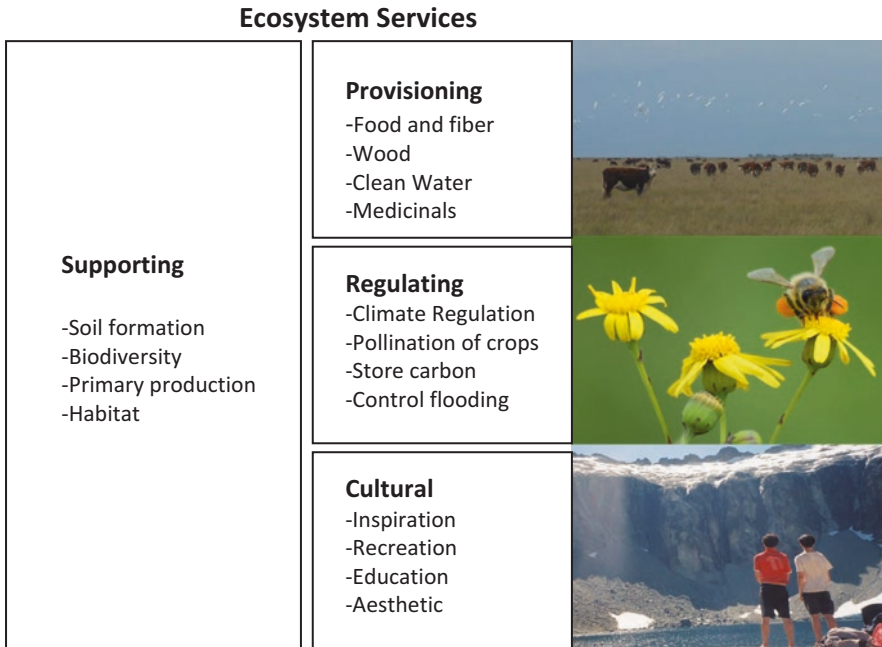 Ecosystem Services
Supporting
-Soil formation
-Biodiversity
-Primary production
-Habitat
Provisioning
-Food and fiber
-Wood
-Clean Water
-Medicinals
Regulating
-Climate Regulation
-Pollination of crops
-Store carbon
-Control flooding
Cultural
-Inspiration
-Recreation
-Education
-Aesthetic